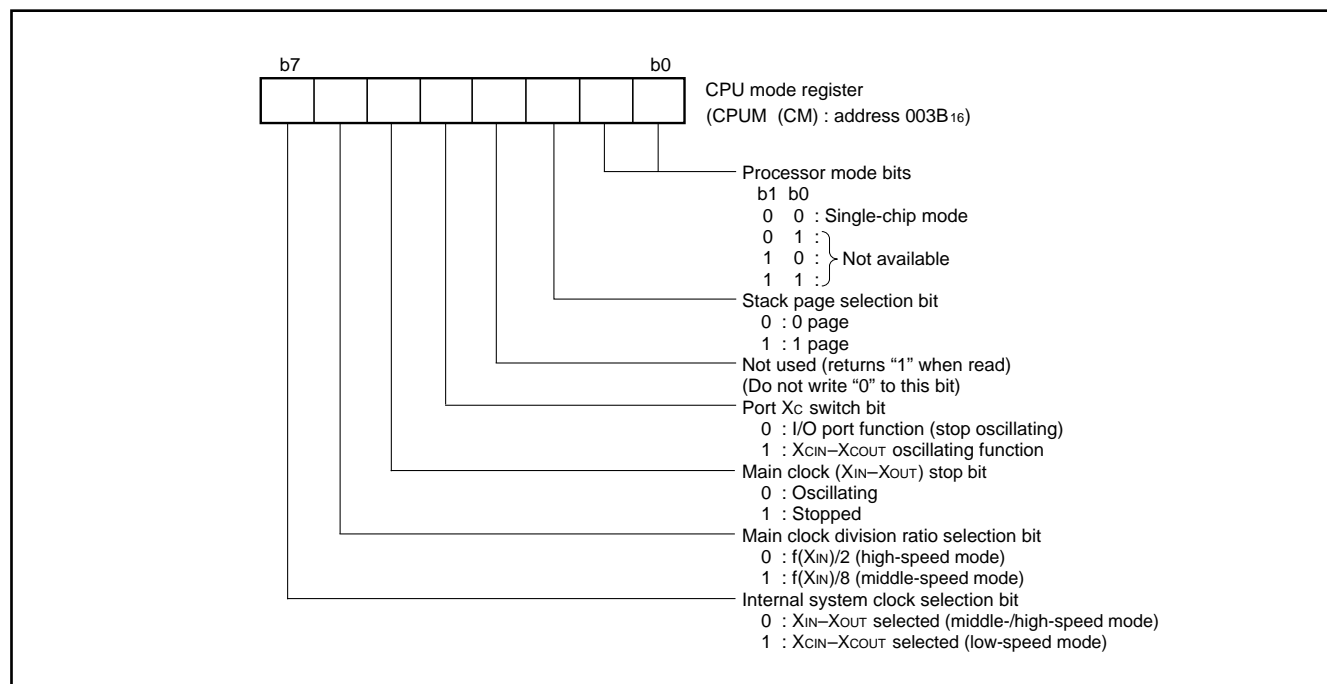 b7 b0
CPU mode register
(CPUM (CM) : address 003B16)
Processor mode bits
b1 b0
0 0 : Single-chip mode
0 1 :
1 0 : Not available
1 1 :
Stack page selection bit
0 : 0 page
1 : 1 page
Not used (returns “1” when read)
(Do not write “0” to this bit)
Port XC switch bit
0 : I/O port function (stop oscillating)
1 : XCIN–XCOUT oscillating function
Main clock (XIN–XOUT) stop bit
0 : Oscillating
1 : Stopped
Main clock division ratio selection bit
0 : f(XIN)/2 (high-speed mode)
1 : f(XIN)/8 (middle-speed mode)
Internal system clock selection bit
0 : XIN–XOUT selected (middle-/high-speed mode)
1 : XCIN–XCOUT selected (low-speed mode)